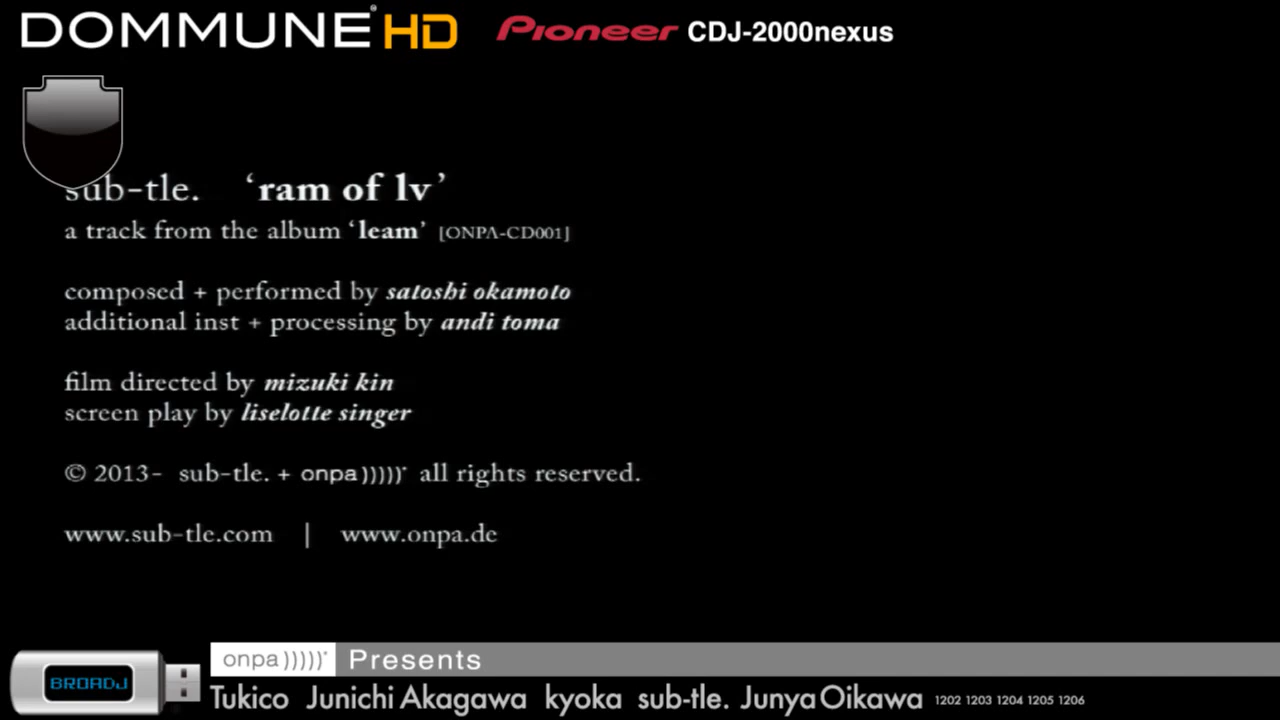 DOMMUNE® HD Pioneer CDJ-2000nexus
sub-tle. ‘ram of lv’
a track from the album ‘leam’ [ONPA-CD001]
composed + performed by satoshi okamoto
additional inst + processing by andi toma
film directed by mizuki kin
screen play by liselotte singer
© 2013- sub-tle. + onpa)))))° all rights reserved.
www.sub-tle.com | www.onpa.de
onpa)))))° Presents
BROADJ
Tukico Junichi Akagawa kyoka sub-tle. Junya Oikawa 1202 1203 1204 1205 1206